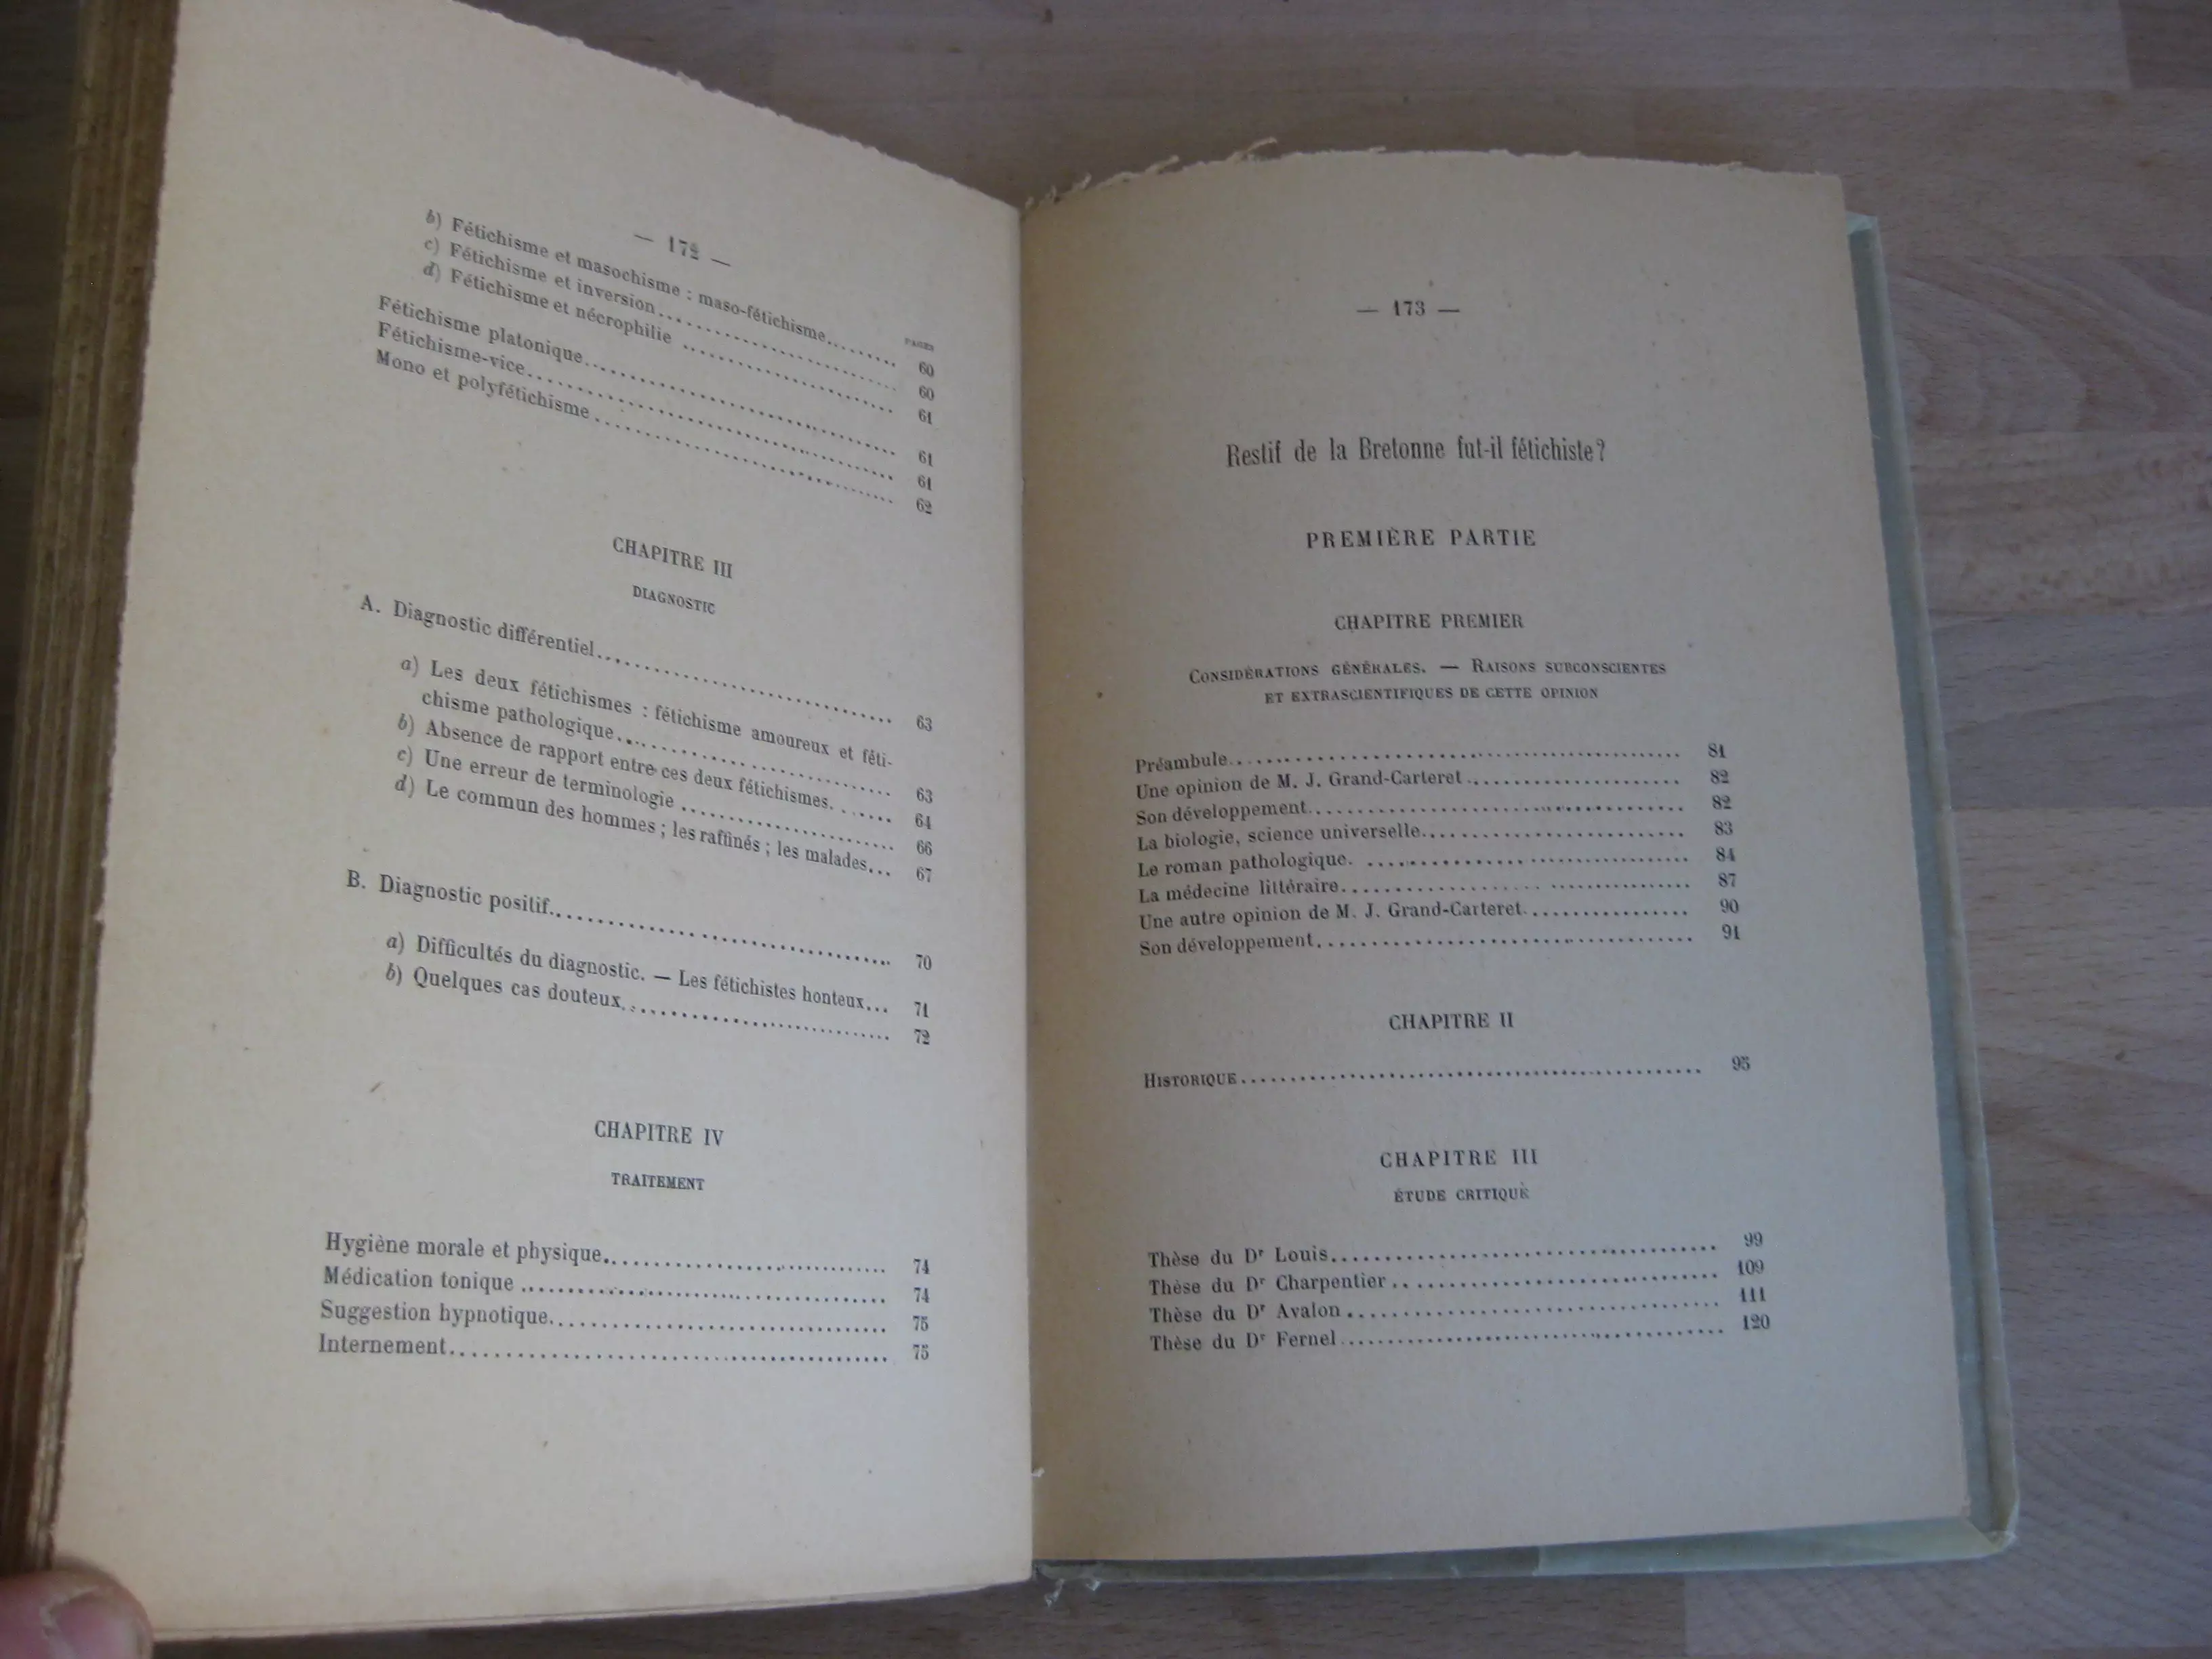 — 172 —
PAGES
b) Fétichisme et masochisme : maso-fétichisme........ 60
c) Fétichisme et inversion........................ 60
d) Fétichisme et nécrophilie ..................... 61
Fétichisme platonique............................. 61
Fétichisme-vice................................... 61
Mono et polyfétichisme............................ 62
CHAPITRE III
DIAGNOSTIC
A. Diagnostic différentiel........................ 63
a) Les deux fétichismes : fétichisme amoureux et féti-
chisme pathologique............................... 63
b) Absence de rapport entre ces deux fétichismes....... 64
c) Une erreur de terminologie ..................... 66
d) Le commun des hommes ; les raffinés ; les malades... 67
B. Diagnostic positif............................. 70
a) Difficultés du diagnostic. — Les fétichistes honteux... 71
b) Quelques cas douteux........................... 72
CHAPITRE IV
TRAITEMENT
Hygiène morale et physique........................ 74
Médication tonique ............................... 74
Suggestion hypnotique............................. 75
Internement....................................... 75
— 173 —
Restif de la Bretonne fut-il fétichiste?
PREMIÈRE PARTIE
CHAPITRE PREMIER
CONSIDÉRATIONS GÉNÉRALES. — RAISONS SUBCONSCIENTES
ET EXTRASCIENTIFIQUES DE CETTE OPINION
Préambule......................................... 81
Une opinion de M. J. Grand-Carteret .................... 82
Son développement................................. 82
La biologie, science universelle........................ 83
Le roman pathologique. ........................... 84
La médecine littéraire............................ 87
Une autre opinion de M. J. Grand-Carteret................ 90
Son développement................................. 91
CHAPITRE II
HISTORIQUE........................................ 95
CHAPITRE III
ÉTUDE CRITIQUE
Thèse du Dr Louis................................. 99
Thèse du Dr Charpentier .......................... 109
Thèse du Dr Avalon ............................... 111
Thèse du Dr Fernel ............................... 120